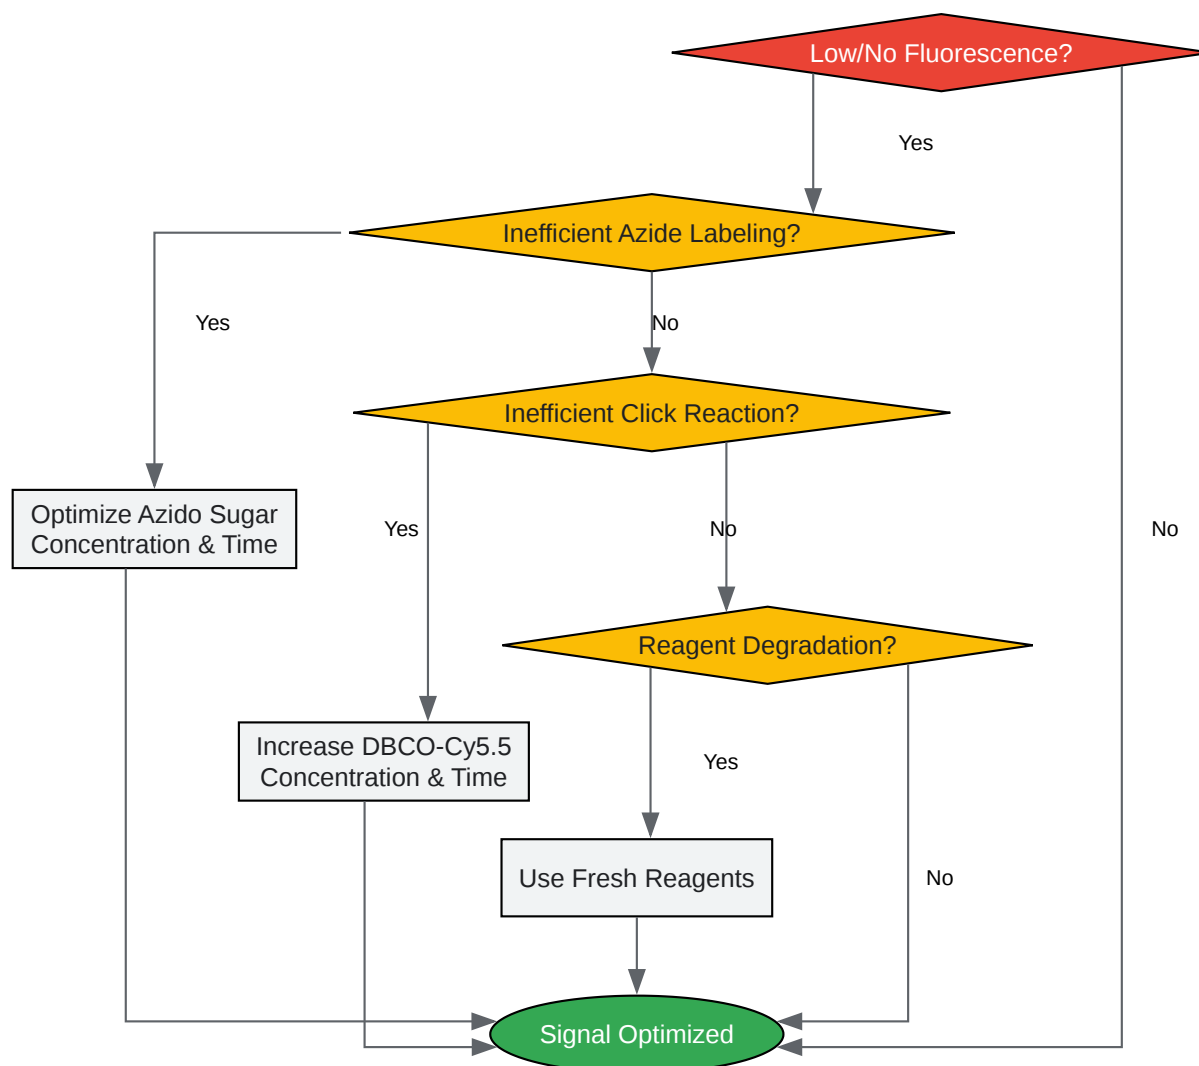 Low/No Fluorescence?
Yes
Inefficient Azide Labeling?
Yes
No
Inefficient Click Reaction?
Optimize Azido Sugar
Concentration & Time
Yes
No
No
Reagent Degradation?
Increase DBCO-Cy5.5
Concentration & Time
Yes
Use Fresh Reagents
No
Signal Optimized